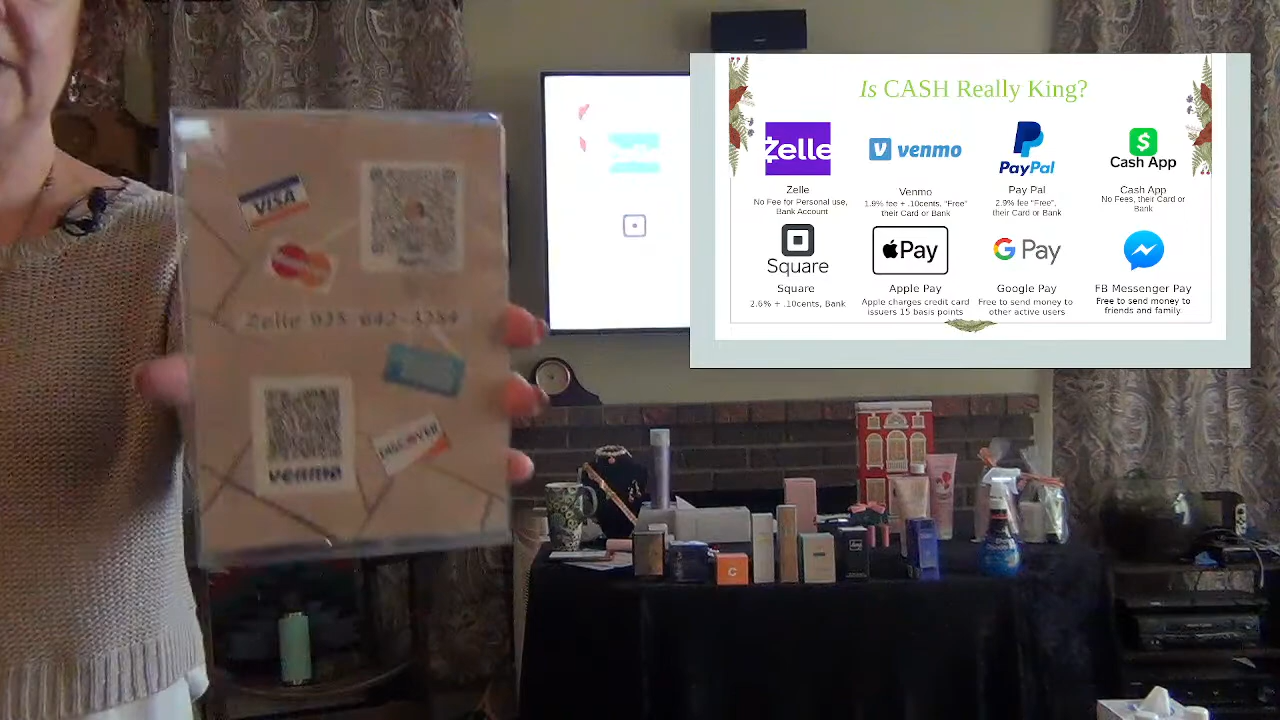 Is CASH Really King?
Zelle
venmo
PayPal
Cash App
Zelle
No Fee for Personal use,
Bank Account
Venmo
1.9% fee + .10cents, "Free"
their Card or Bank
Pay Pal
2.9% fee "Free",
their Card or Bank
Cash App
No Fees, their Card or
Bank
Square
Pay
G Pay
Square
2.6% + .10cents, Bank
Apple Pay
Apple charges credit card
issuers 15 basis points
Google Pay
Free to send money to
other active users
FB Messenger Pay
Free to send money to
friends and family
VISA
Zelle 925
DISCOVER
venmo
C